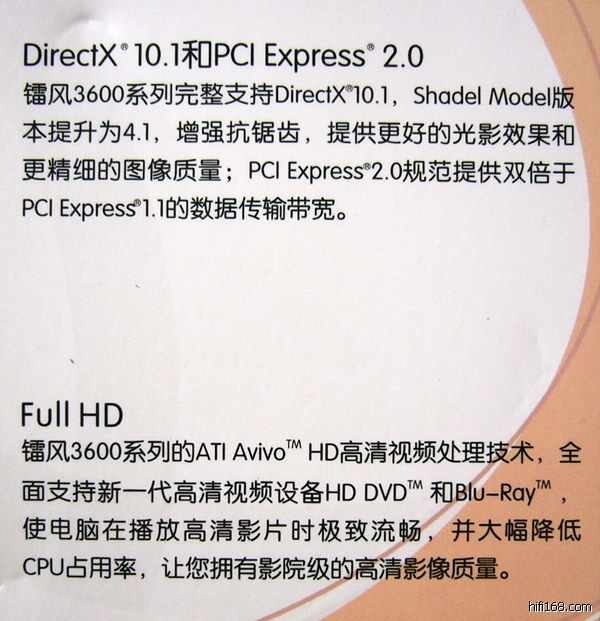 DirectX® 10.1和PCI Express® 2.0
镭风3600系列完整支持DirectX®10.1，Shadel Model版
本提升为4.1，增强抗锯齿，提供更好的光影效果和
更精细的图像质量；PCI Express®2.0规范提供双倍于
PCI Express®1.1的数据传输带宽。
Full HD
镭风3600系列的ATI Avivo™ HD高清视频处理技术，全
面支持新一代高清视频设备HD DVD™ 和Blu-Ray™，
使电脑在播放高清影片时极致流畅，并大幅降低
CPU占用率，让您拥有影院级的高清影像质量。
hifi168.com